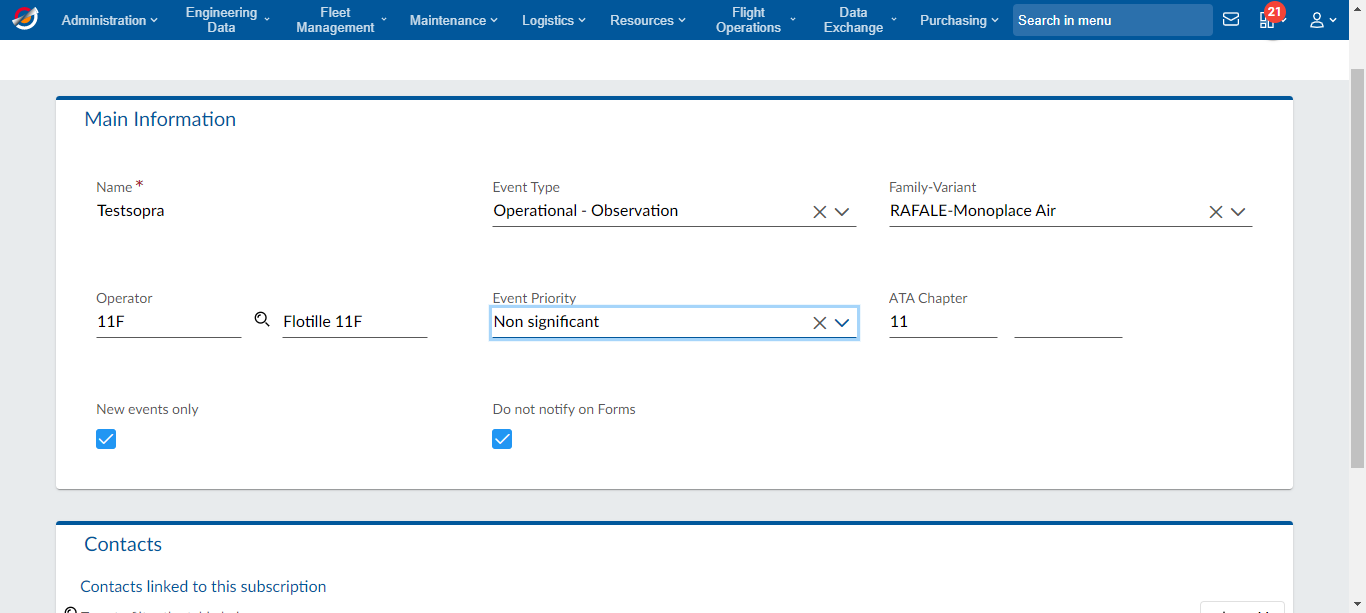 Administration
Engineering
Data
Fleet
Management
Maintenance
Logistics
Resources
Flight
Operations
Data
Exchange
Purchasing
Search in menu
21
Main Information
Name *
Testsopra
Event Type
Operational - Observation
Family-Variant
RAFALE-Monoplace Air
Operator
11F
Flotille 11F
Event Priority
Non significant
ATA Chapter
11
New events only
Do not notify on Forms
Contacts
Contacts linked to this subscription